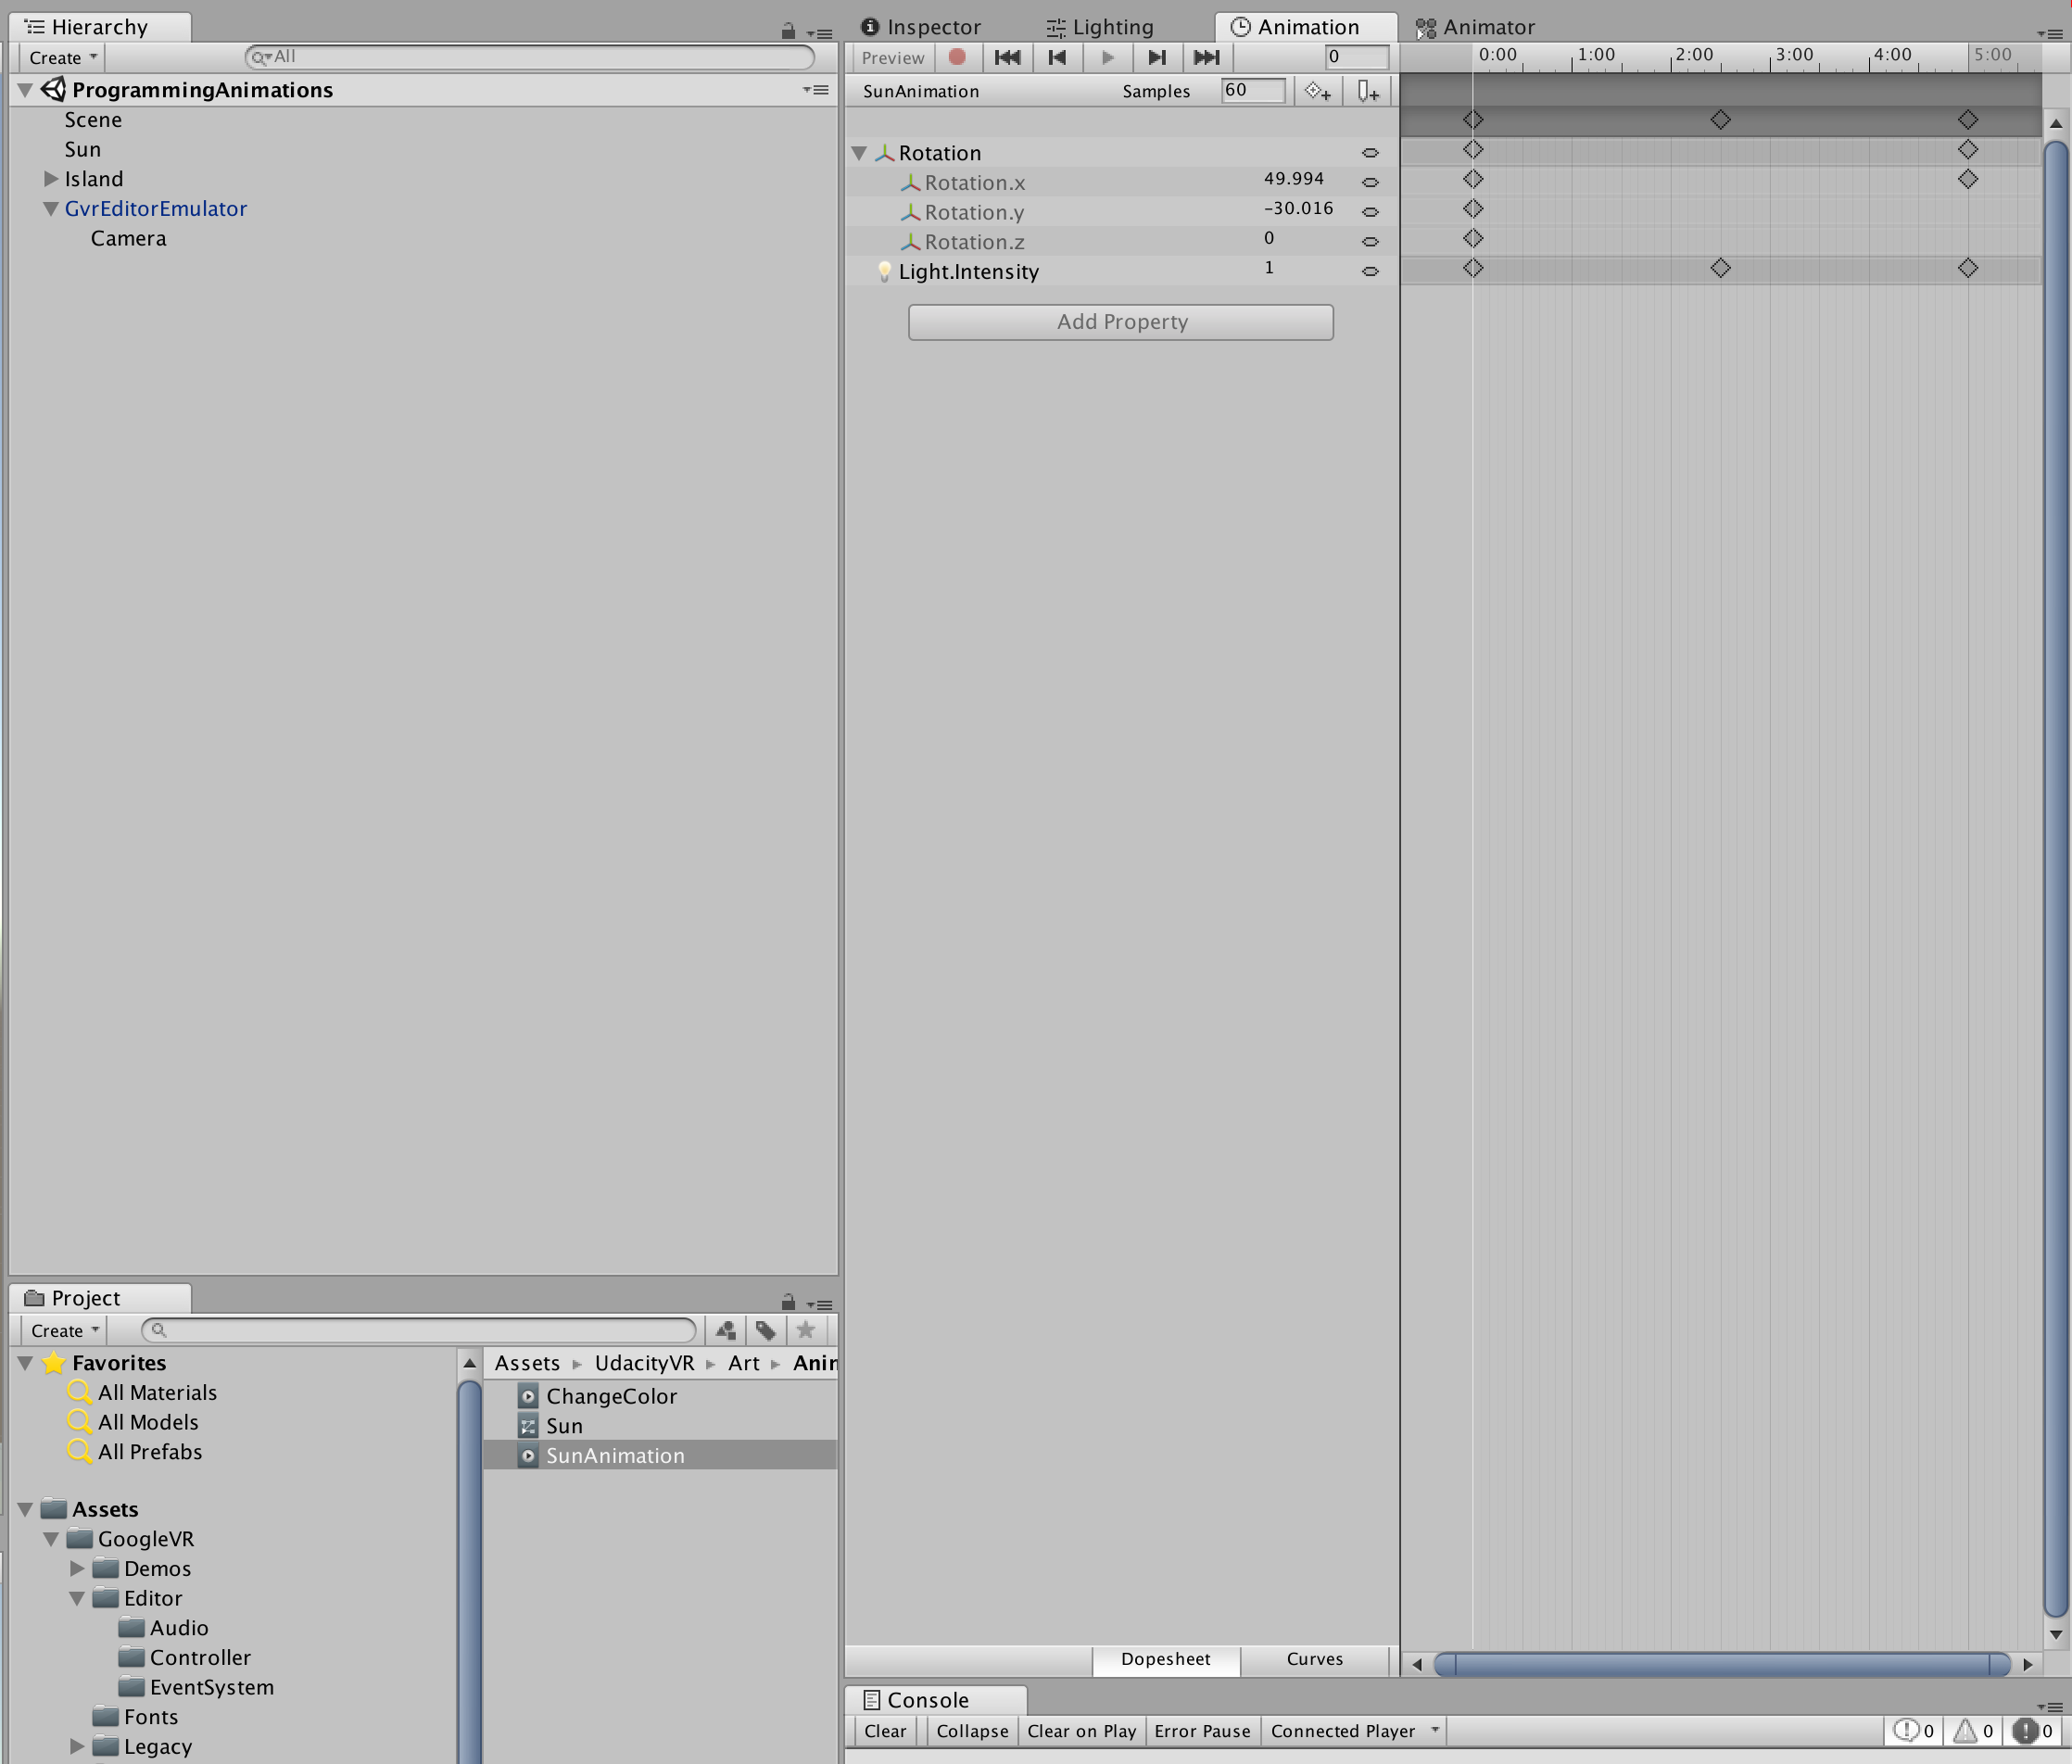 Hierarchy
Create
All
ProgrammingAnimations
Scene
Sun
Island
GvrEditorEmulator
Camera
Inspector Lighting Animation Animator
Preview 0 0:00 1:00 2:00 3:00 4:00 5:00
SunAnimation Samples 60
Rotation
Rotation.x 49.994
Rotation.y -30.016
Rotation.z 0
Light.Intensity 1
Add Property
Dopesheet Curves
Project
Create
Favorites
All Materials
All Models
All Prefabs
Assets
GoogleVR
Demos
Editor
Audio
Controller
EventSystem
Fonts
Legacy
Assets UdacityVR Art Anim
ChangeColor
Sun
SunAnimation
Console
Clear Collapse Clear on Play Error Pause Connected Player 0 0 0